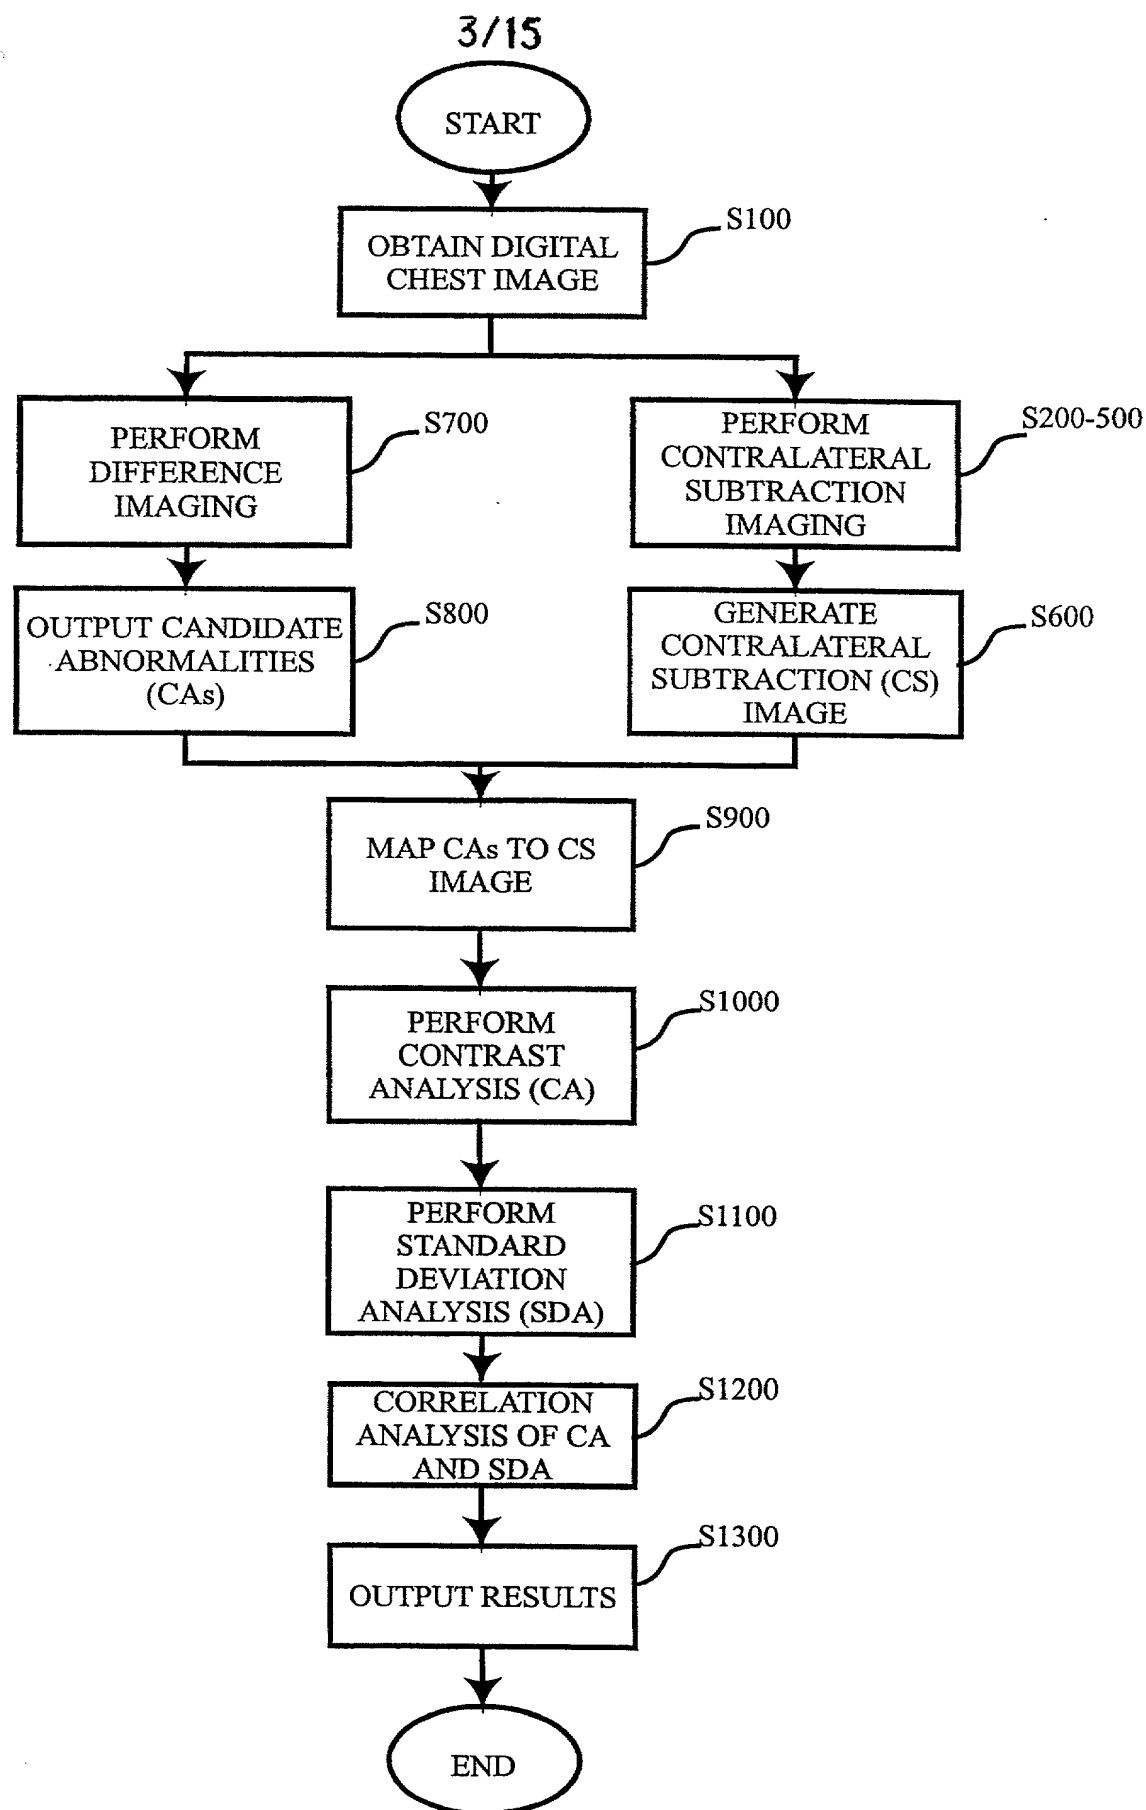 3/15
START
OBTAIN DIGITAL
CHEST IMAGE
S100
PERFORM
DIFFERENCE
IMAGING
S700
PERFORM
CONTRALATERAL
SUBTRACTION
IMAGING
S200-500
OUTPUT CANDIDATE
ABNORMALITIES
(CAs)
S800
GENERATE
CONTRALATERAL
SUBTRACTION (CS)
IMAGE
S600
MAP CAs TO CS
IMAGE
S900
PERFORM
CONTRAST
ANALYSIS (CA)
S1000
PERFORM
STANDARD
DEVIATION
ANALYSIS (SDA)
S1100
CORRELATION
ANALYSIS OF CA
AND SDA
S1200
OUTPUT RESULTS
S1300
END